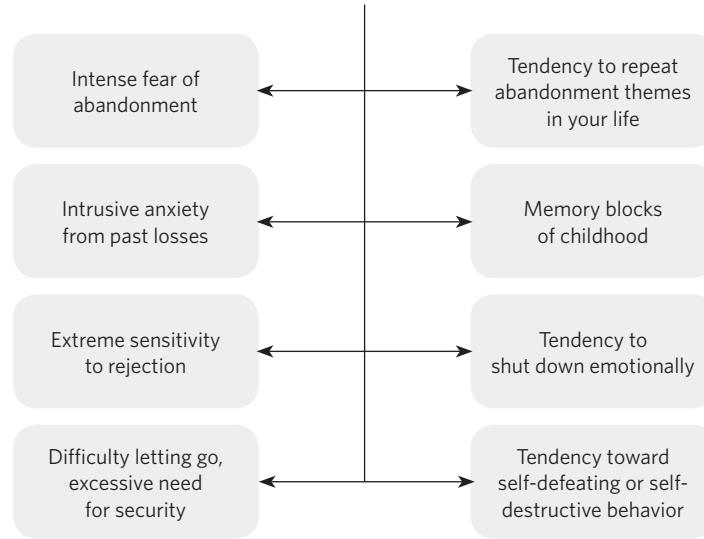 Intense fear of
abandonment
Tendency to repeat
abandonment themes
in your life
Intrusive anxiety
from past losses
Memory blocks
of childhood
Extreme sensitivity
to rejection
Tendency to
shut down emotionally
Difficulty letting go,
excessive need
for security
Tendency toward
self-defeating or self-
destructive behavior